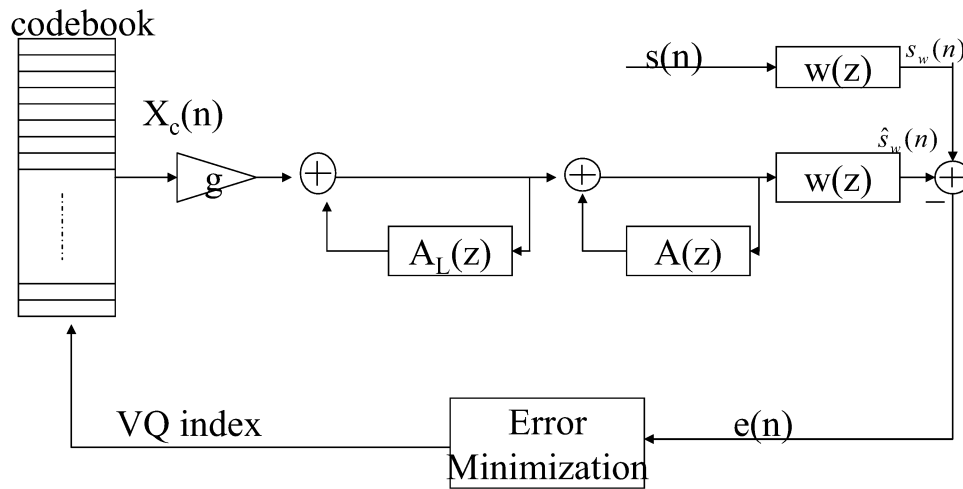 codebook
s(n)
w(z)
s_w(n)
X_c(n)
g
+
+
w(z)
ŝ_w(n)
+
−
A_L(z)
A(z)
VQ index
Error
Minimization
e(n)